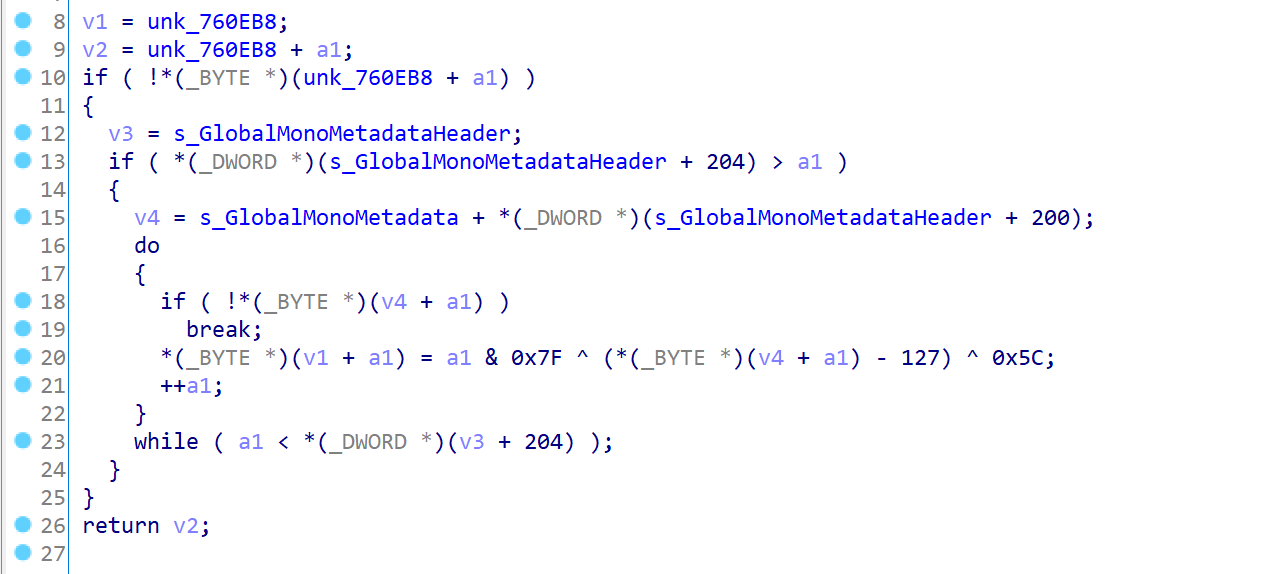 8 v1 = unk_760EB8;
9 v2 = unk_760EB8 + a1;
10 if ( !*(_BYTE *)(unk_760EB8 + a1) )
11 {
12 v3 = s_GlobalMonoMetadataHeader;
13 if ( *(_DWORD *)(s_GlobalMonoMetadataHeader + 204) > a1 )
14 {
15 v4 = s_GlobalMonoMetadata + *(_DWORD *)(s_GlobalMonoMetadataHeader + 200);
16 do
17 {
18 if ( !*(_BYTE *)(v4 + a1) )
19 break;
20 *(_BYTE *)(v1 + a1) = a1 & 0x7F ^ (*(_BYTE *)(v4 + a1) - 127) ^ 0x5C;
21 ++a1;
22 }
23 while ( a1 < *(_DWORD *)(v3 + 204) );
24 }
25 }
26 return v2;
27